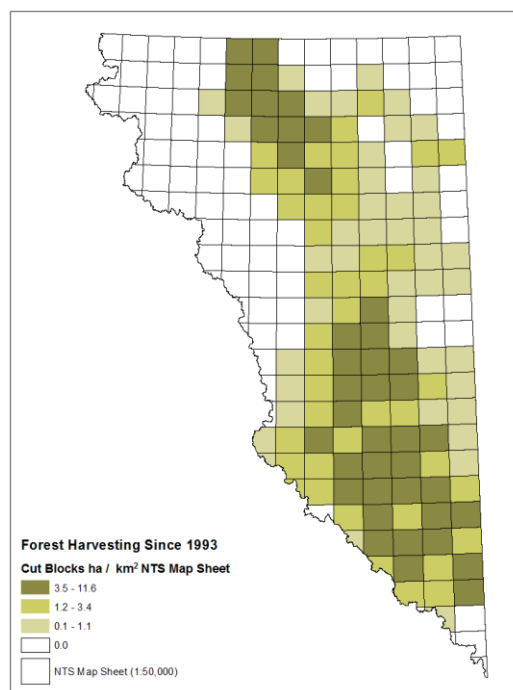 Forest Harvesting Since 1993
Cut Blocks ha / km² NTS Map Sheet
3.5 - 11.6
1.2 - 3.4
0.1 - 1.1
0.0
NTS Map Sheet (1:50,000)